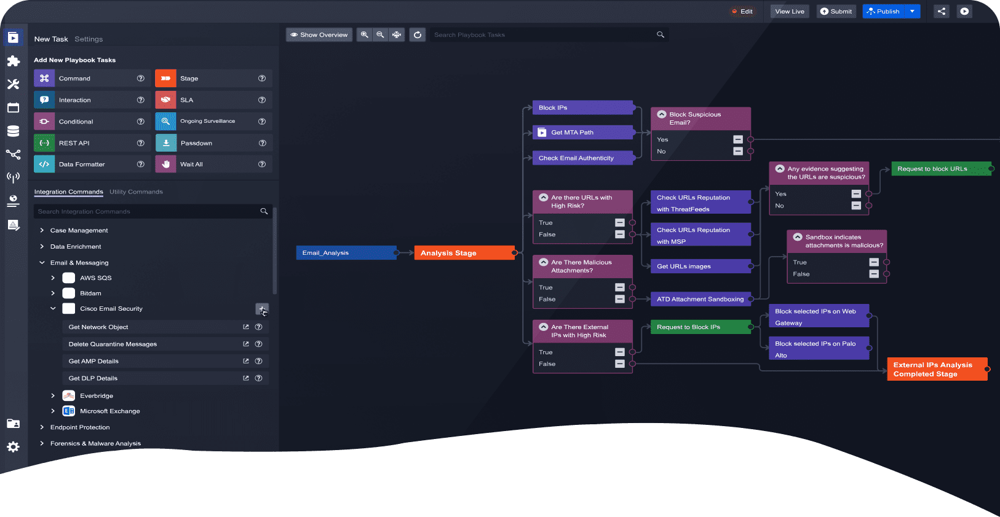 Edit
View Live
Submit
Publish
New Task
Settings
Show Overview
Search Playbook Tasks
Add New Playbook Tasks
Command
Stage
Interaction
SLA
Conditional
Ongoing Surveillance
REST API
Passdown
Data Formatter
Wait All
Integration Commands
Utility Commands
Search Integration Commands
Case Management
Data Enrichment
Email & Messaging
AWS SQS
Bitdam
Cisco Email Security
Get Network Object
Delete Quarantine Messages
Get AMP Details
Get DLP Details
Everbridge
Microsoft Exchange
Endpoint Protection
Forensics & Malware Analysis
Email_Analysis
Analysis Stage
Block IPs
Get MTA Path
Check Email Authenticity
Block Suspicious
Email?
Yes
No
Are there URLs with
High Risk?
True
False
Check URLs Reputation
with ThreatFeeds
Check URLs Reputation
with MSP
Get URLs images
Any evidence suggesting
the URLs are suspicious?
Yes
No
Request to block URLs
Are There Malicious
Attachments?
True
False
ATD Attachment Sandboxing
Sandbox indicates
attachments is malicious?
True
False
Are There External
IPs with High Risk
True
False
Request to Block IPs
Block selected IPs on Web
Gateway
Block selected IPs on Palo
Alto
External IPs Analysis
Completed Stage